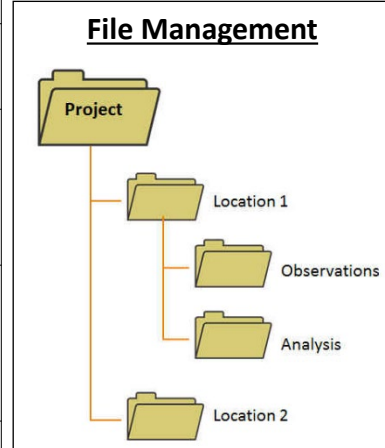 File Management
Project
Location 1
Observations
Analysis
Location 2